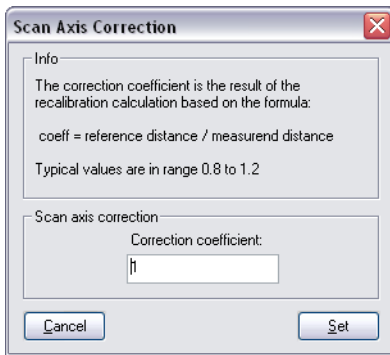 Scan Axis Correction
Info
The correction coefficient is the result of the
recalibration calculation based on the formula:
coeff = reference distance / measurend distance
Typical values are in range 0.8 to 1.2
Scan axis correction
Correction coefficient:
1
Cancel
Set